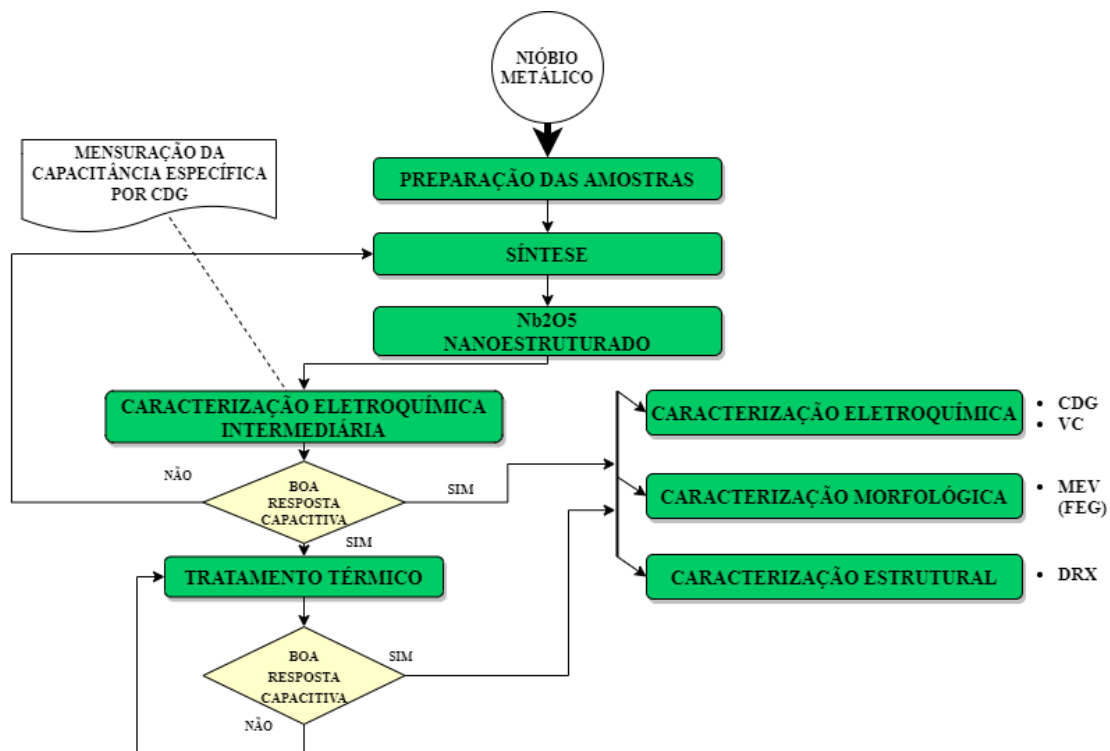 NIÓBIO
METÁLICO
MENSURAÇÃO DA
CAPACITÂNCIA ESPECÍFICA
POR CDG
PREPARAÇÃO DAS AMOSTRAS
SÍNTESE
Nb2O5
NANOESTRUTURADO
CARACTERIZAÇÃO ELETROQUÍMICA
INTERMEDIÁRIA
NÃO
BOA
RESPOSTA
CAPACITIVA
SIM
SIM
TRATAMENTO TÉRMICO
BOA
RESPOSTA
CAPACITIVA
SIM
NÃO
CARACTERIZAÇÃO ELETROQUÍMICA
• CDG
• VC
CARACTERIZAÇÃO MORFOLÓGICA
• MEV
(FEG)
CARACTERIZAÇÃO ESTRUTURAL
• DRX